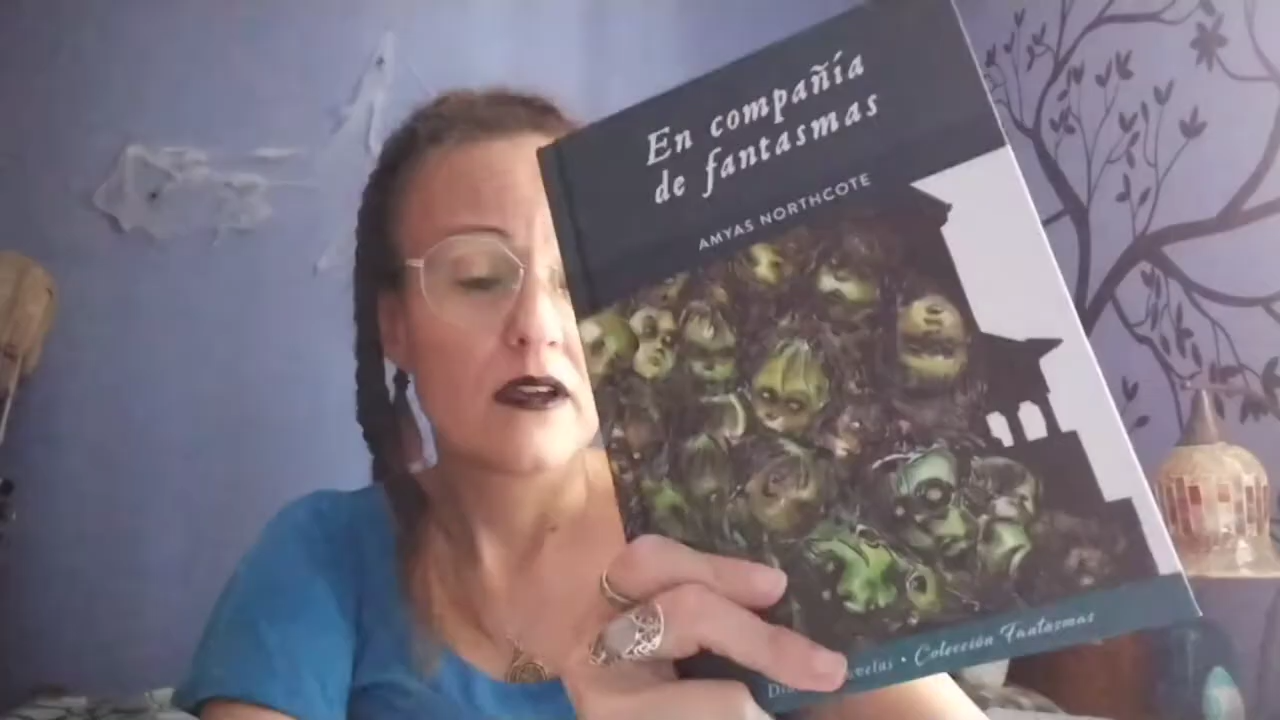 En compañía
de fantasmas
AMYAS NORTHCOTE
• Colección Fantasmas